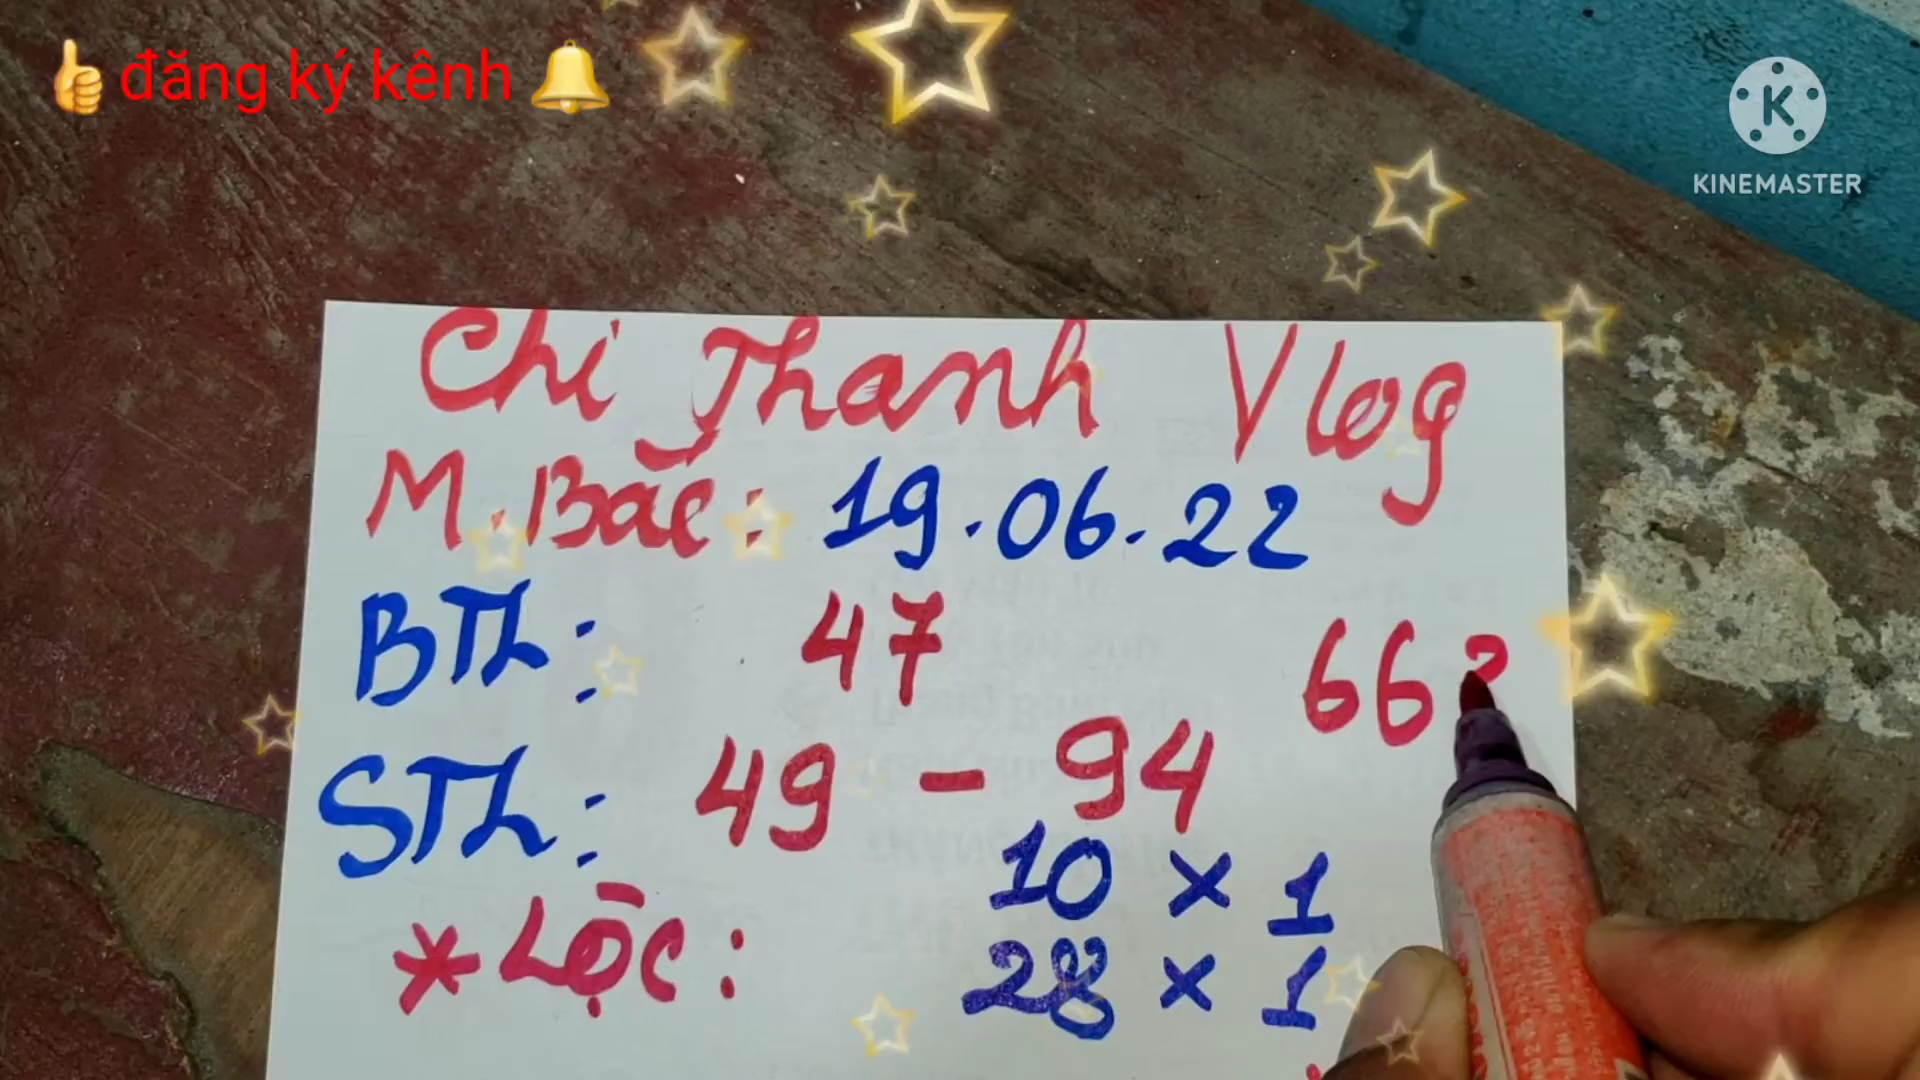 👍 đăng ký kênh 🔔
KINEMASTER
Chí Thanh Vlog
M.Bắc: 19.06.22
BTL: 47
66
STL: 49 - 94
10 x 1
*Lộc:
28 x 1